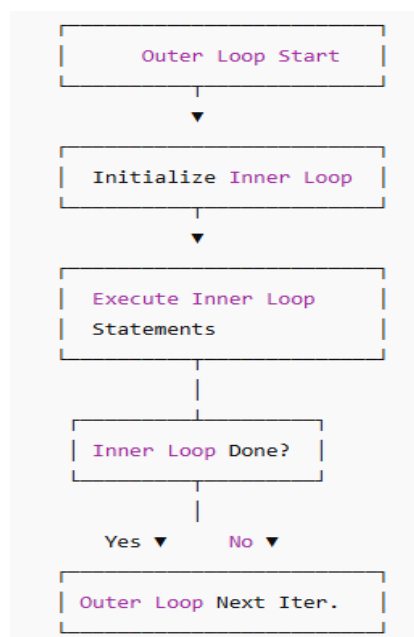 Outer Loop Start
Initialize Inner Loop
Execute Inner Loop
Statements
Inner Loop Done?
Yes ▼ No ▼
Outer Loop Next Iter.